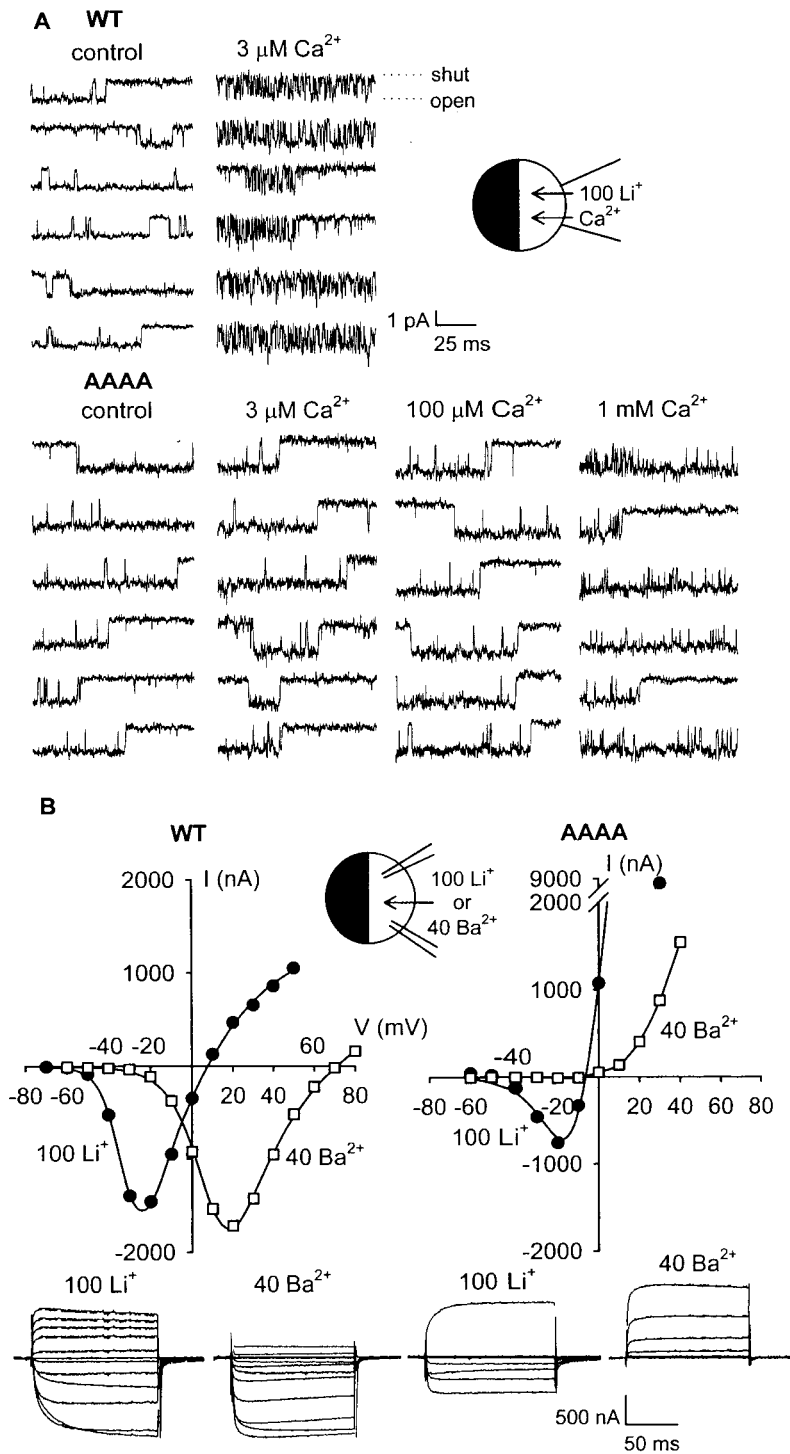 A
WT
control
3 µM Ca²⁺
shut
open
100 Li⁺
Ca²⁺
1 pA
25 ms
AAAA
control
3 µM Ca²⁺
100 µM Ca²⁺
1 mM Ca²⁺
B
WT
AAAA
2000
I (nA)
1000
-2000
V (mV)
-40
-20
60
-80
-60
20
40
80
100 Li⁺
40 Ba²⁺
100 Li⁺
or
40 Ba²⁺
I (nA)
9000
2000
1000
-1000
-2000
-40
-80
-60
-20
20
40
60
80
40 Ba²⁺
100 Li⁺
100 Li⁺
40 Ba²⁺
100 Li⁺
40 Ba²⁺
500 nA
50 ms